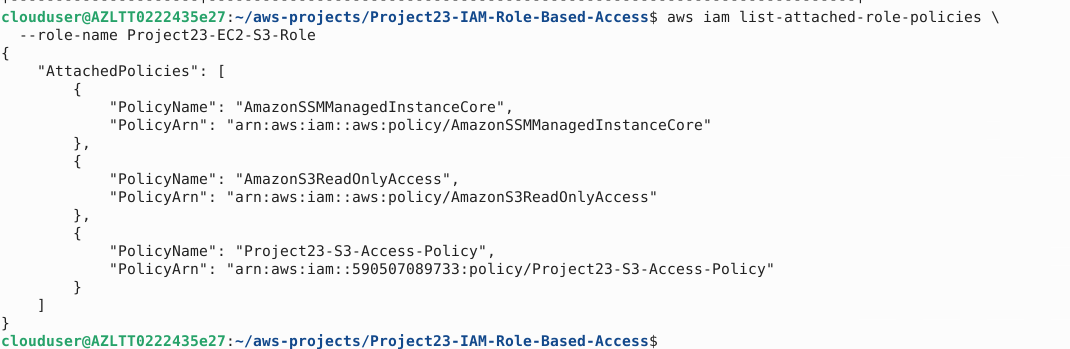 clouduser@AZLTT0222435e27:~/aws-projects/Project23-IAM-Role-Based-Access$ aws iam list-attached-role-policies \
  --role-name Project23-EC2-S3-Role
{
    "AttachedPolicies": [
        {
            "PolicyName": "AmazonSSMManagedInstanceCore",
            "PolicyArn": "arn:aws:iam::aws:policy/AmazonSSMManagedInstanceCore"
        },
        {
            "PolicyName": "AmazonS3ReadOnlyAccess",
            "PolicyArn": "arn:aws:iam::aws:policy/AmazonS3ReadOnlyAccess"
        },
        {
            "PolicyName": "Project23-S3-Access-Policy",
            "PolicyArn": "arn:aws:iam::590507089733:policy/Project23-S3-Access-Policy"
        }
    ]
}
clouduser@AZLTT0222435e27:~/aws-projects/Project23-IAM-Role-Based-Access$